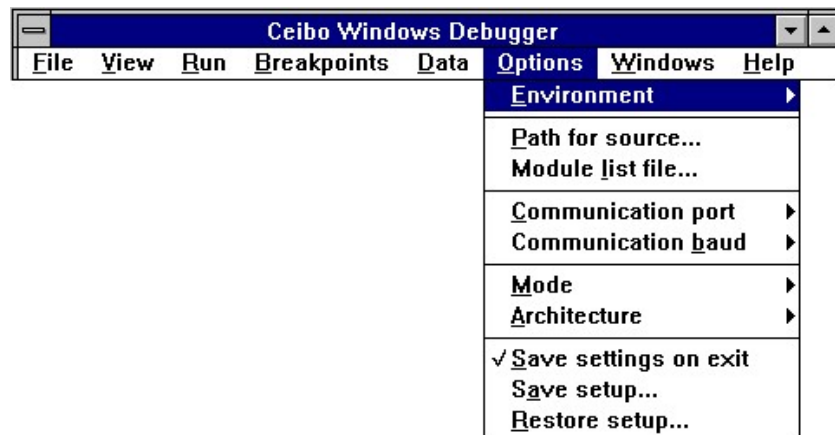 Ceibo Windows Debugger
File View Run Breakpoints Data Options Windows Help
Environment
Path for source...
Module list file...
Communication port
Communication baud
Mode
Architecture
√ Save settings on exit
Save setup...
Restore setup...